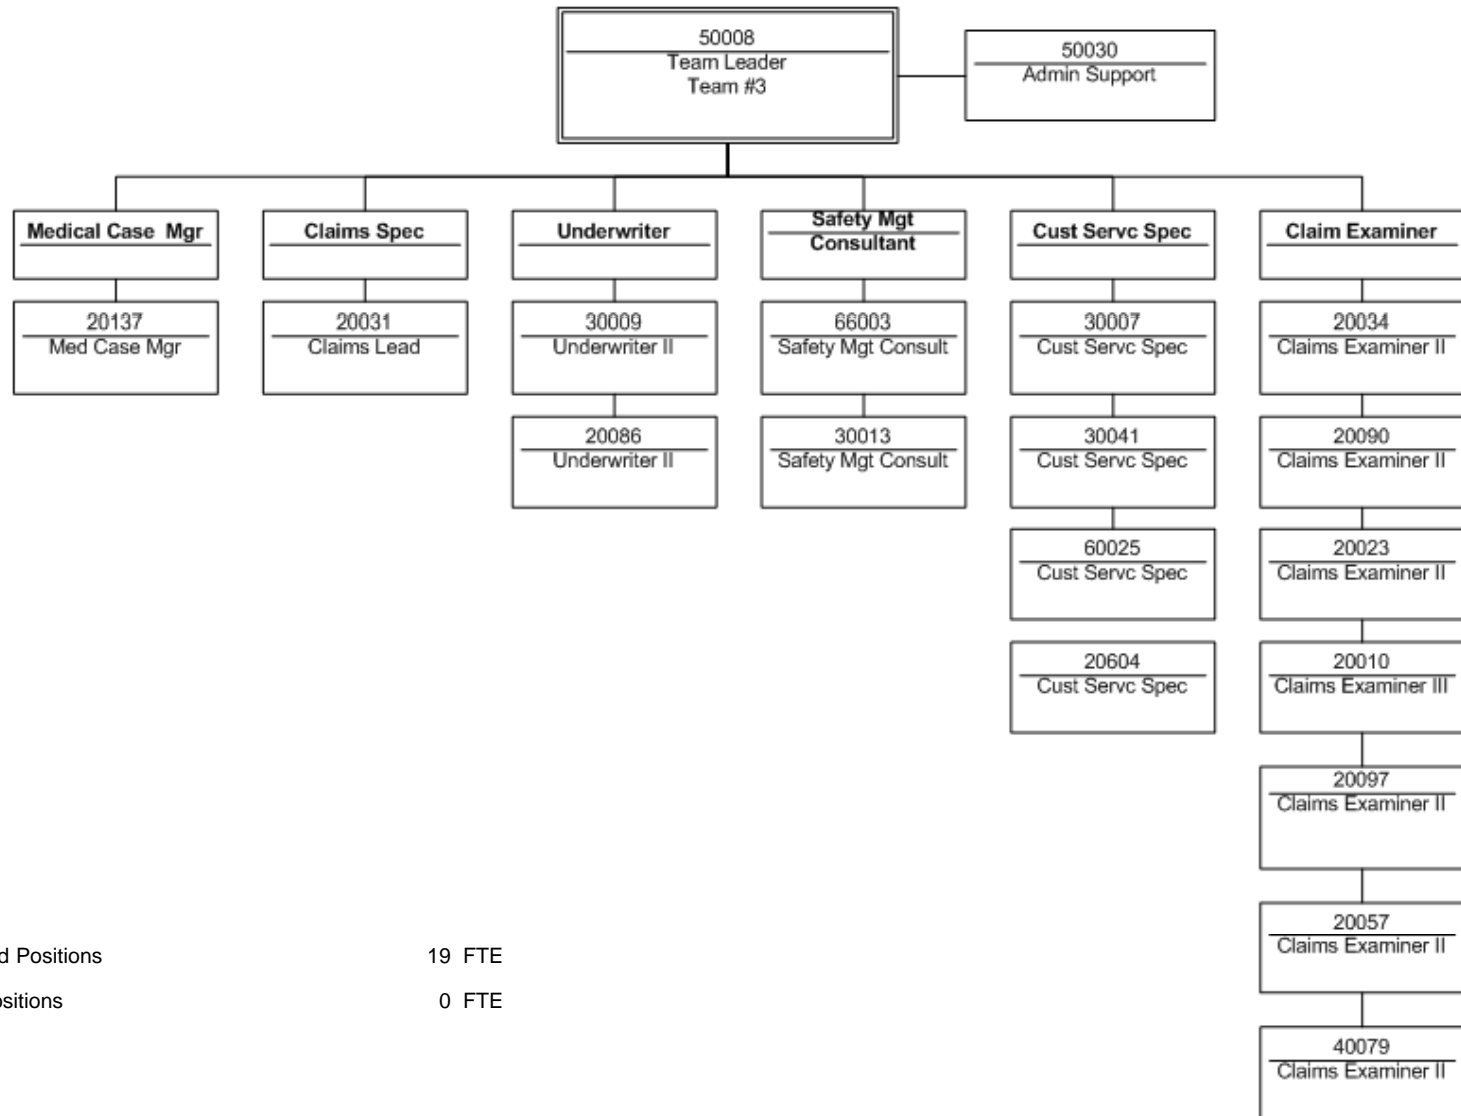 50008
Team Leader
Team #3
50030
Admin Support
Medical Case Mgr
Claims Spec
Underwriter
Safety Mgt
Consultant
Cust Servc Spec
Claim Examiner
20137
Med Case Mgr
20031
Claims Lead
30009
Underwriter II
66003
Safety Mgt Consult
30007
Cust Servc Spec
20034
Claims Examiner II
20086
Underwriter II
30013
Safety Mgt Consult
30041
Cust Servc Spec
20090
Claims Examiner II
60025
Cust Servc Spec
20023
Claims Examiner II
20604
Cust Servc Spec
20010
Claims Examiner III
20097
Claims Examiner II
20057
Claims Examiner II
40079
Claims Examiner II
d Positions 19 FTE
ositions 0 FTE